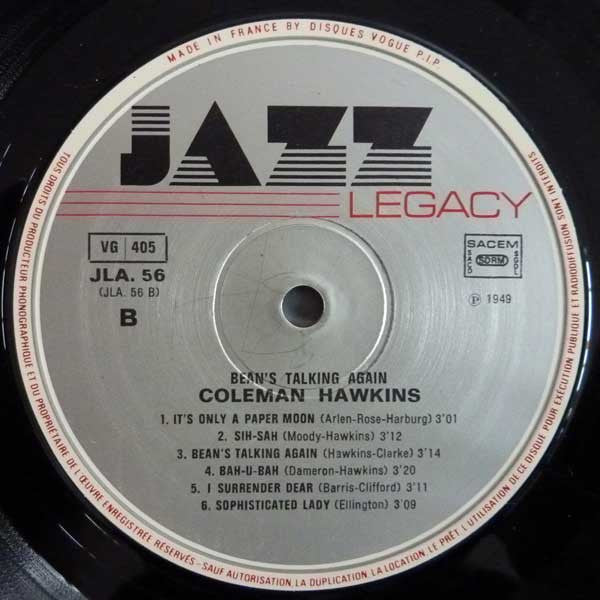 MADE IN FRANCE BY DISQUES VOGUE P.I.P.
JAZZ
LEGACY
VG 405
JLA. 56
(JLA. 56 B)
B
SACEM
SACD SDRM SGDL
℗ 1949
BEAN'S TALKING AGAIN
COLEMAN HAWKINS
1. IT'S ONLY A PAPER MOON (Arlen-Rose-Harburg) 3'01
2. SIH-SAH (Moody-Hawkins) 3'12
3. BEAN'S TALKING AGAIN (Hawkins-Clarke) 3'14
4. BAH-U-BAH (Dameron-Hawkins) 3'20
5. I SURRENDER DEAR (Barris-Clifford) 3'11
6. SOPHISTICATED LADY (Ellington) 3'09
TOUS DROITS DU PRODUCTEUR PHONOGRAPHIQUE ET DU PROPRIÉTAIRE DE L'ŒUVRE ENREGISTRÉE RÉSERVÉS - SAUF AUTORISATION, LA DUPLICATION, LA LOCATION, LE PRÊT, L'UTILISATION DE CE DISQUE POUR EXÉCUTION PUBLIQUE ET RADIODIFFUSION SONT INTERDITS